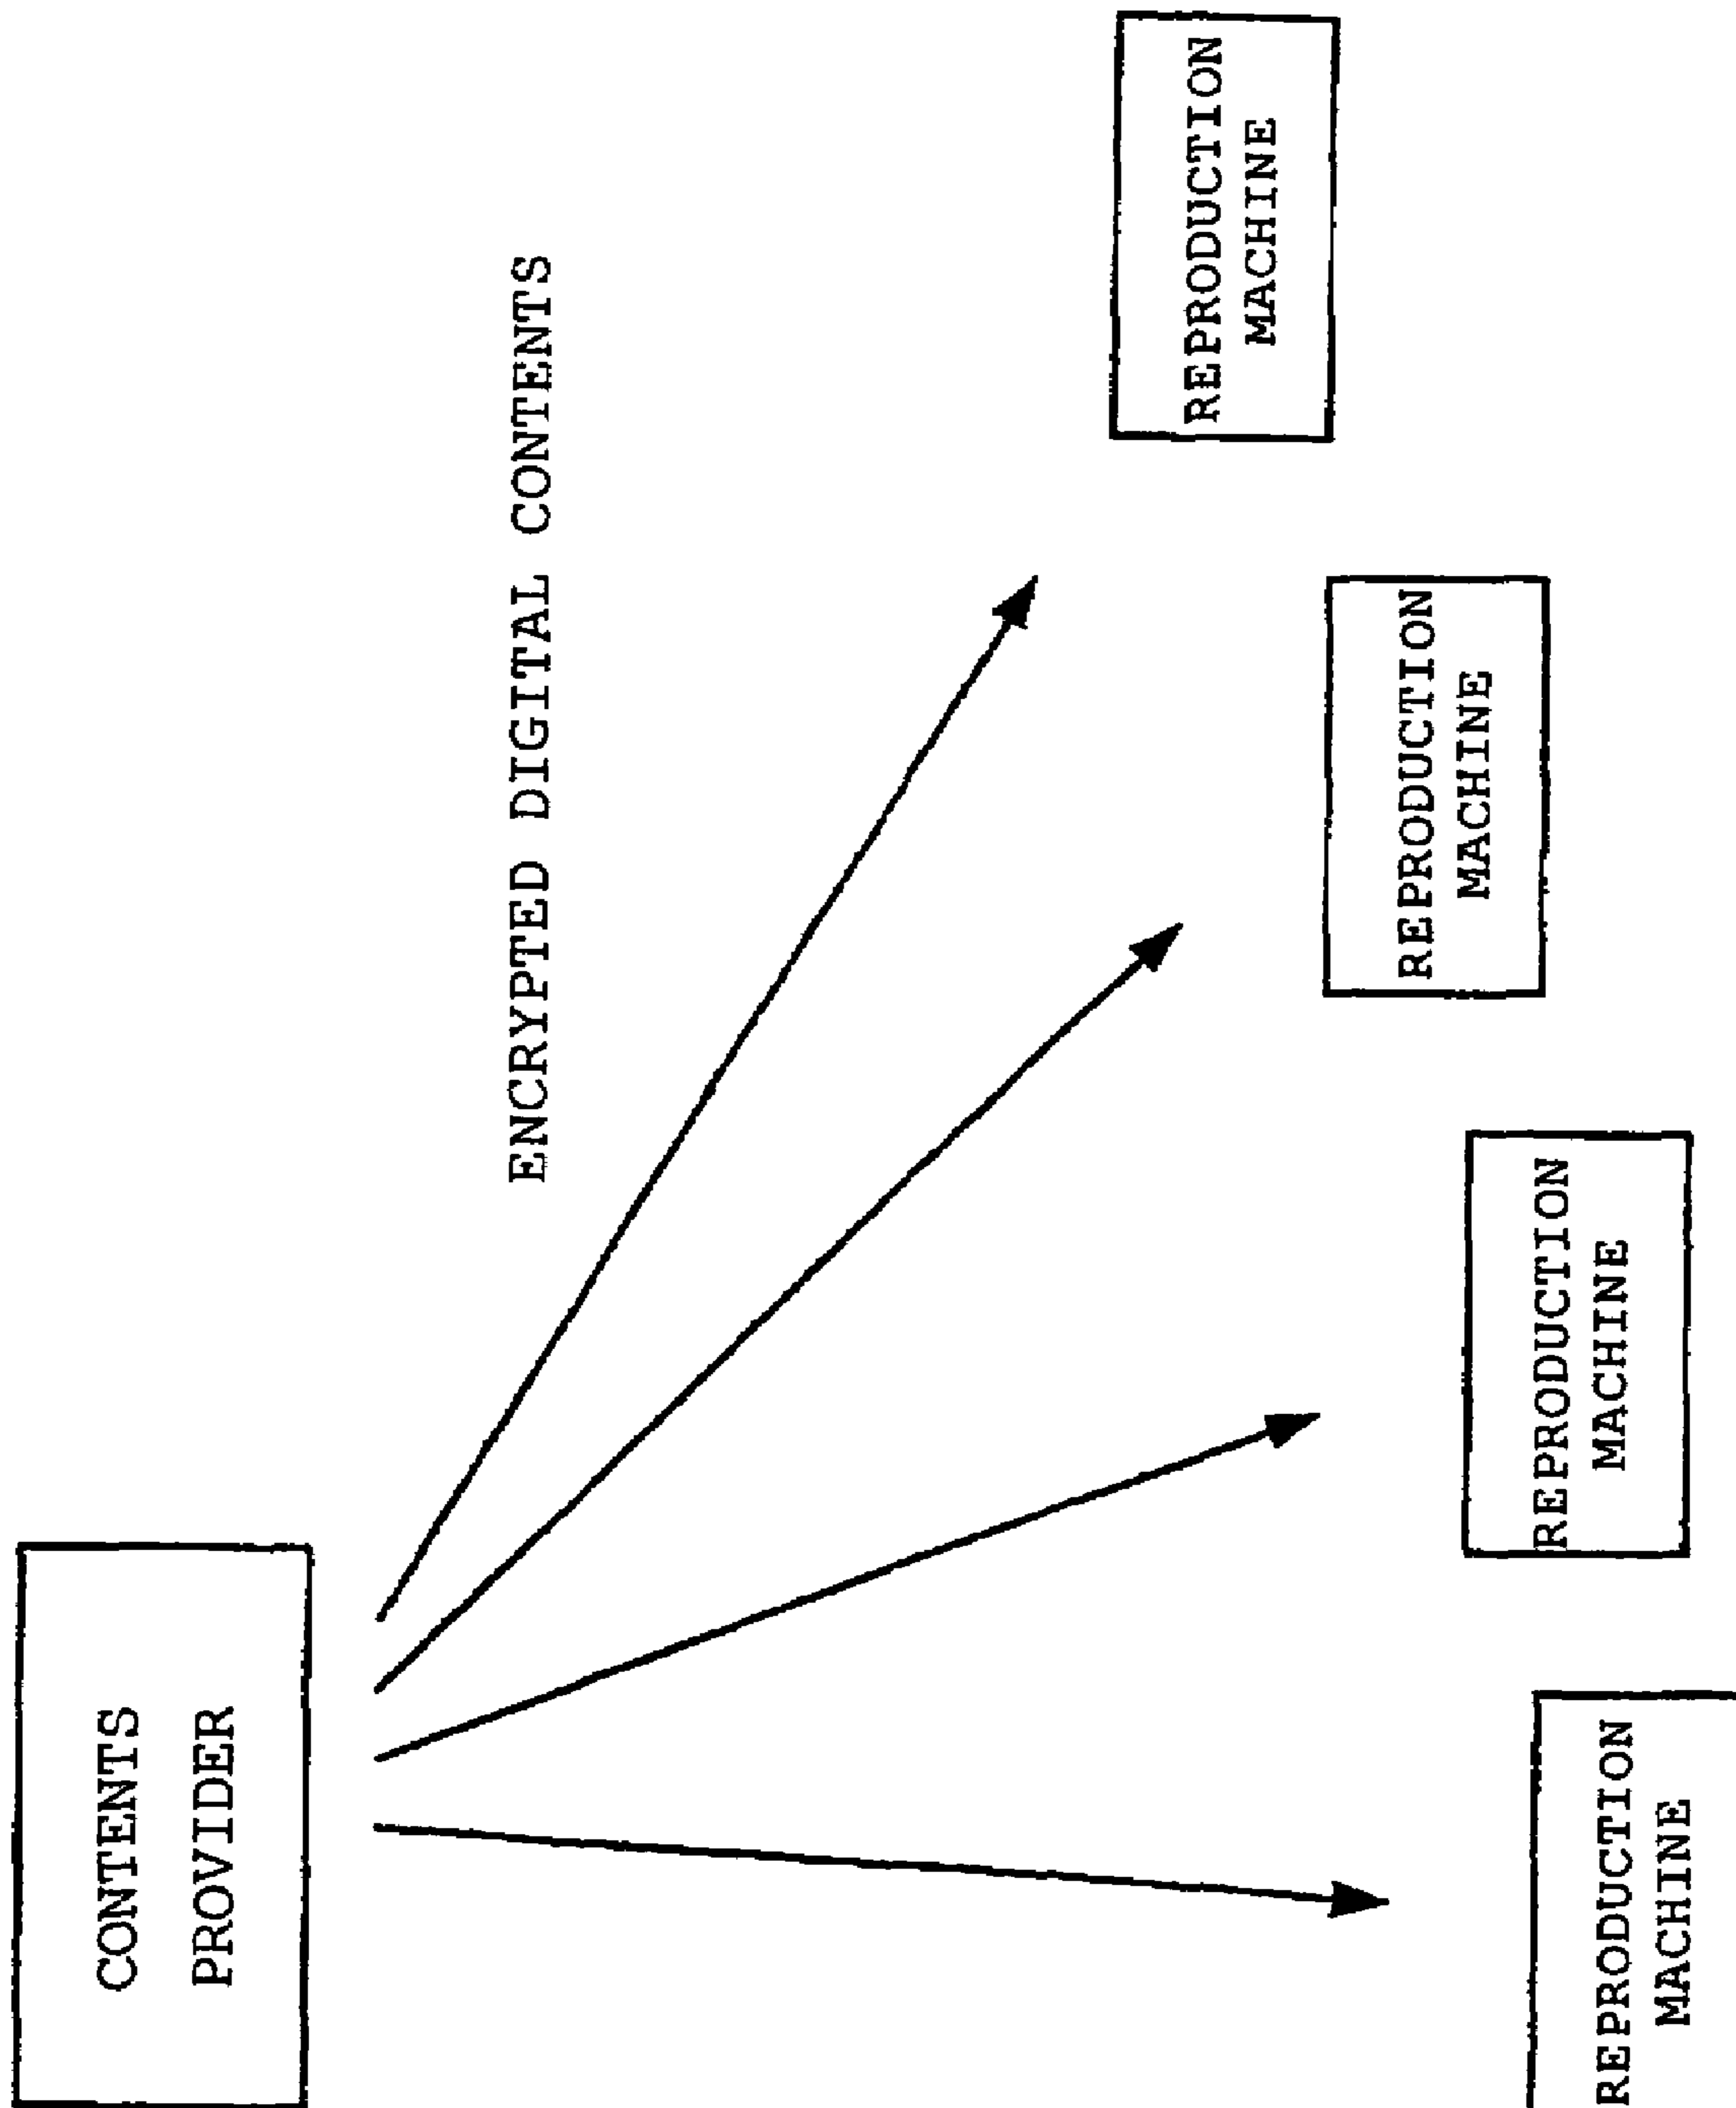 CONTENTS
PROVIDER
ENCRYPTED DIGITAL CONTENTS
REPRODUCTION
MACHINE
REPRODUCTION
MACHINE
REPRODUCTION
MACHINE
REPRODUCTION
MACHINE